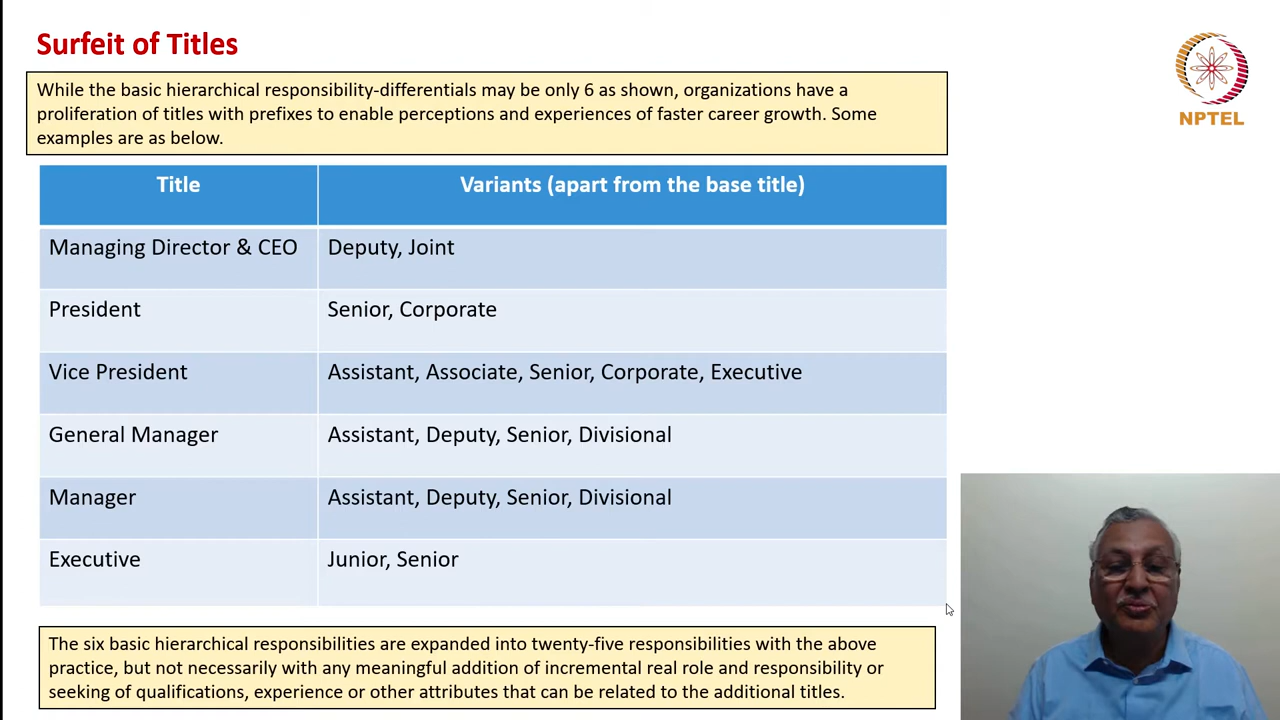 Surfeit of Titles
While the basic hierarchical responsibility-differentials may be only 6 as shown, organizations have a
proliferation of titles with prefixes to enable perceptions and experiences of faster career growth. Some
examples are as below.
NPTEL
Title Variants (apart from the base title)
Managing Director & CEO Deputy, Joint
President Senior, Corporate
Vice President Assistant, Associate, Senior, Corporate, Executive
General Manager Assistant, Deputy, Senior, Divisional
Manager Assistant, Deputy, Senior, Divisional
Executive Junior, Senior
The six basic hierarchical responsibilities are expanded into twenty-five responsibilities with the above
practice, but not necessarily with any meaningful addition of incremental real role and responsibility or
seeking of qualifications, experience or other attributes that can be related to the additional titles.